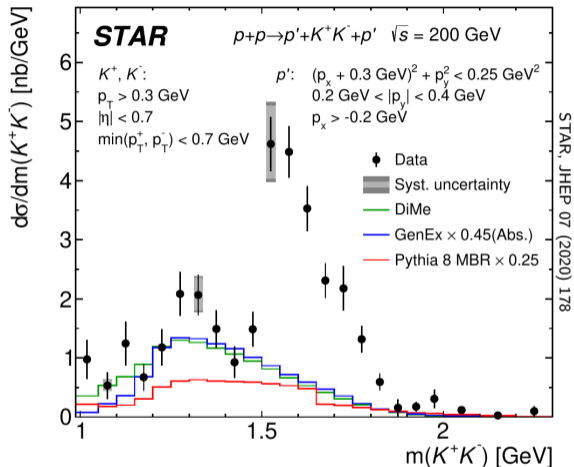 STAR
p+p→p'+K⁺K⁻+p' √s = 200 GeV
K⁺, K⁻:
p_T > 0.3 GeV
|η| < 0.7
min(p_T⁺, p_T⁻) < 0.7 GeV
p': (p_x + 0.3 GeV)² + p_y² < 0.25 GeV²
0.2 GeV < |p_y| < 0.4 GeV
p_x > -0.2 GeV
Data
Syst. uncertainty
DiMe
GenEx × 0.45(Abs.)
Pythia 8 MBR × 0.25
dσ/dm(K⁺K⁻) [nb/GeV]
6
5
4
3
2
1
0
1
1.5
2
m(K⁺K⁻) [GeV]
STAR, JHEP 07 (2020) 178